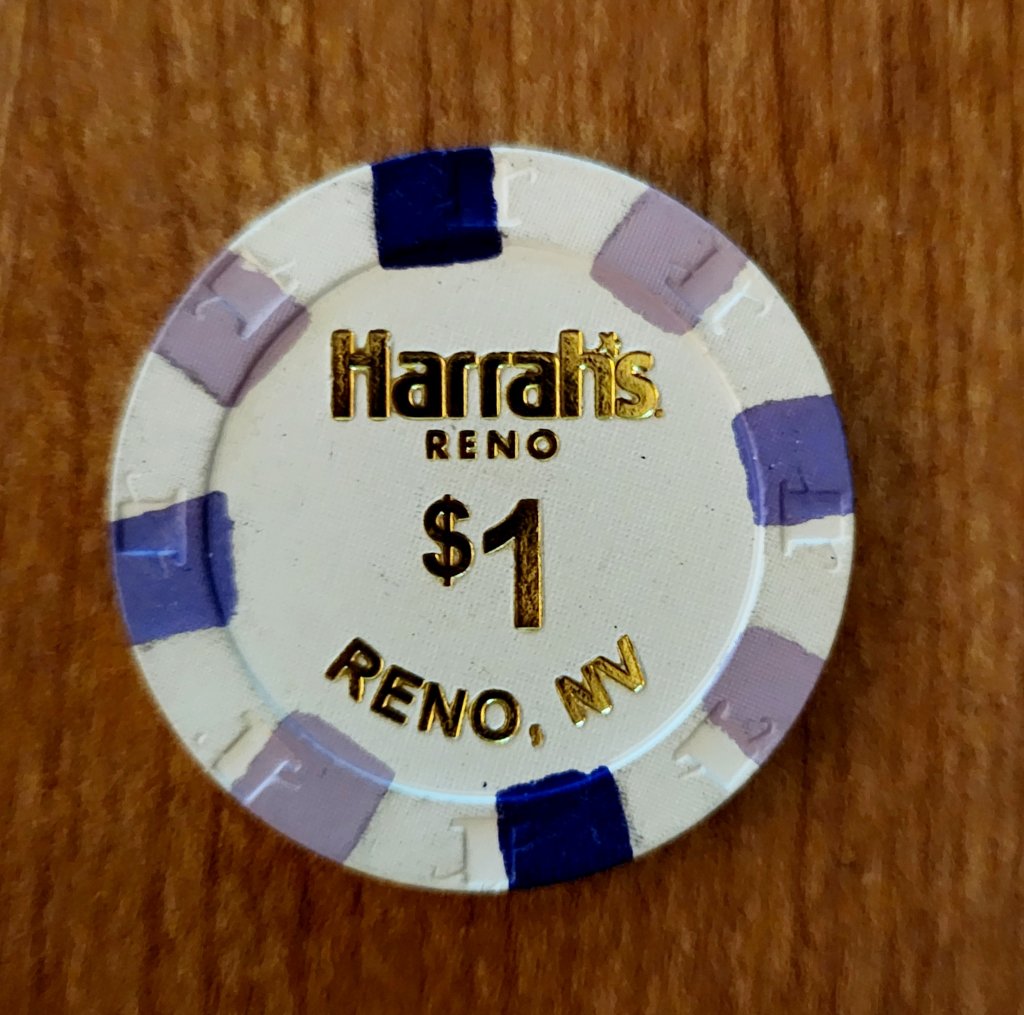 Harrah's
RENO
$1
RENO, NV